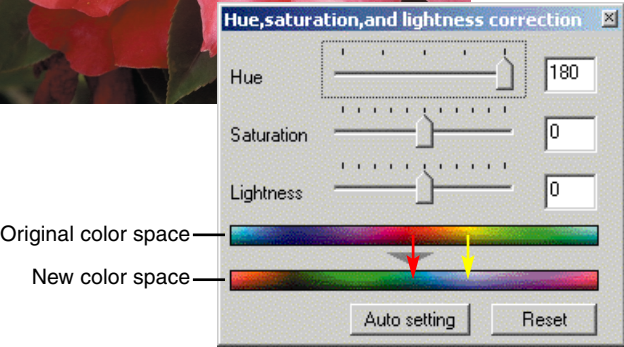 Hue,saturation,and lightness correction
Hue 180
Saturation 0
Lightness 0
Original color space
New color space
Auto setting Reset